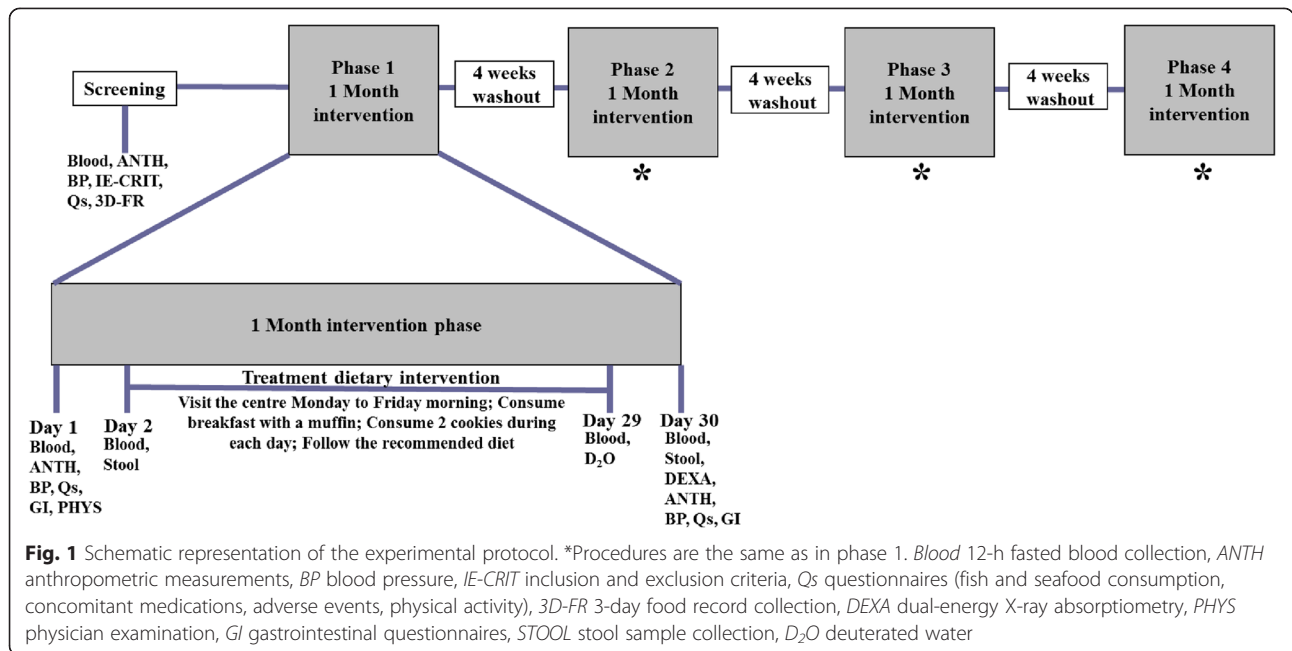 Screening
Blood, ANTH,
BP, IE-CRIT,
Qs, 3D-FR
Phase 1
1 Month
intervention
4 weeks
washout
Phase 2
1 Month
intervention
*
4 weeks
washout
Phase 3
1 Month
intervention
*
4 weeks
washout
Phase 4
1 Month
intervention
*
1 Month intervention phase
Treatment dietary intervention
Visit the centre Monday to Friday morning; Consume
breakfast with a muffin; Consume 2 cookies during
each day; Follow the recommended diet
Day 1
Blood,
ANTH,
BP, Qs,
GI, PHYS
Day 2
Blood,
Stool
Day 29
Blood,
D₂O
Day 30
Blood,
Stool,
DEXA,
ANTH,
BP, Qs, GI
Fig. 1 Schematic representation of the experimental protocol. *Procedures are the same as in phase 1. Blood 12-h fasted blood collection, ANTH
anthropometric measurements, BP blood pressure, IE-CRIT inclusion and exclusion criteria, Qs questionnaires (fish and seafood consumption,
concomitant medications, adverse events, physical activity), 3D-FR 3-day food record collection, DEXA dual-energy X-ray absorptiometry, PHYS
physician examination, GI gastrointestinal questionnaires, STOOL stool sample collection, D₂O deuterated water